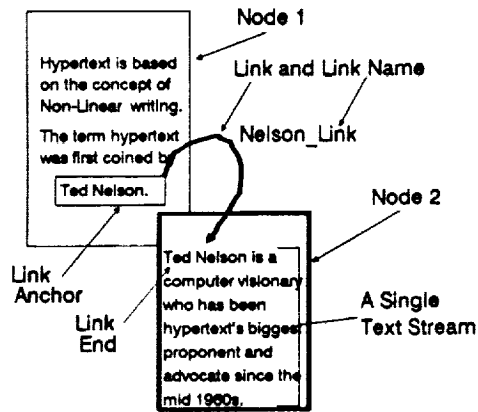 Node 1
Hypertext is based
on the concept of
Non-Linear writing.
The term hypertext
was first coined by
Ted Nelson.
Link and Link Name
Nelson_Link
Node 2
Link
Anchor
Link
End
Ted Nelson is a
computer visionary
who has been
hypertext's bigges
proponent and
advocate since the
mid 1960s.
A Single
Text Stream